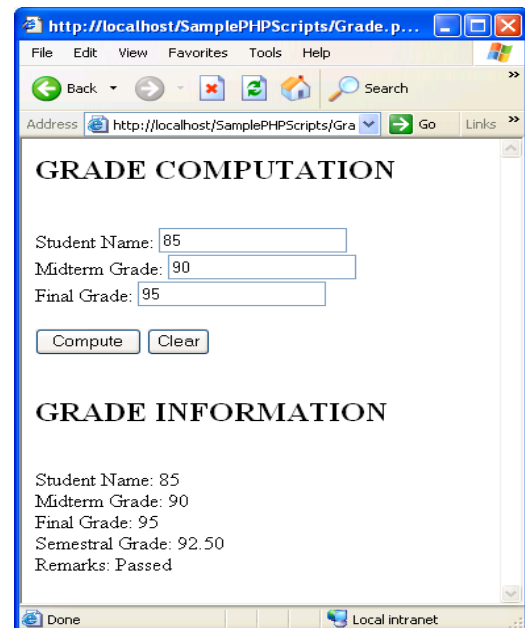 http://localhost/SamplePHPScripts/Grade.p...
File Edit View Favorites Tools Help
Back Search »
Address http://localhost/SamplePHPScripts/Gra Go Links »
GRADE COMPUTATION
Student Name: 85
Midterm Grade: 90
Final Grade: 95
Compute Clear
GRADE INFORMATION
Student Name: 85
Midterm Grade: 90
Final Grade: 95
Semestral Grade: 92.50
Remarks: Passed
Done Local intranet